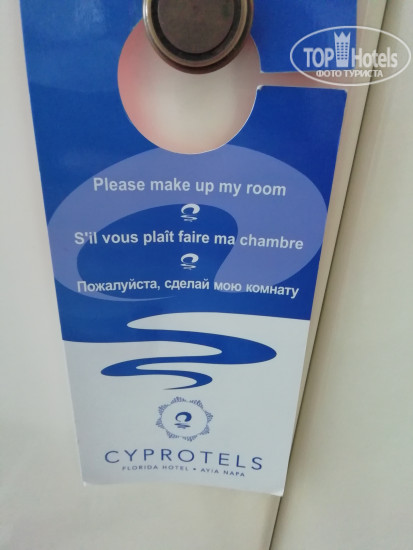 TOP Hotels
ФОТО ТУРИСТА
Please make up my room
S'il vous plaît faire ma chambre
Пожалуйста, сделай мою комнату
CYPROTELS
FLORIDA HOTEL • AYIA NAPA